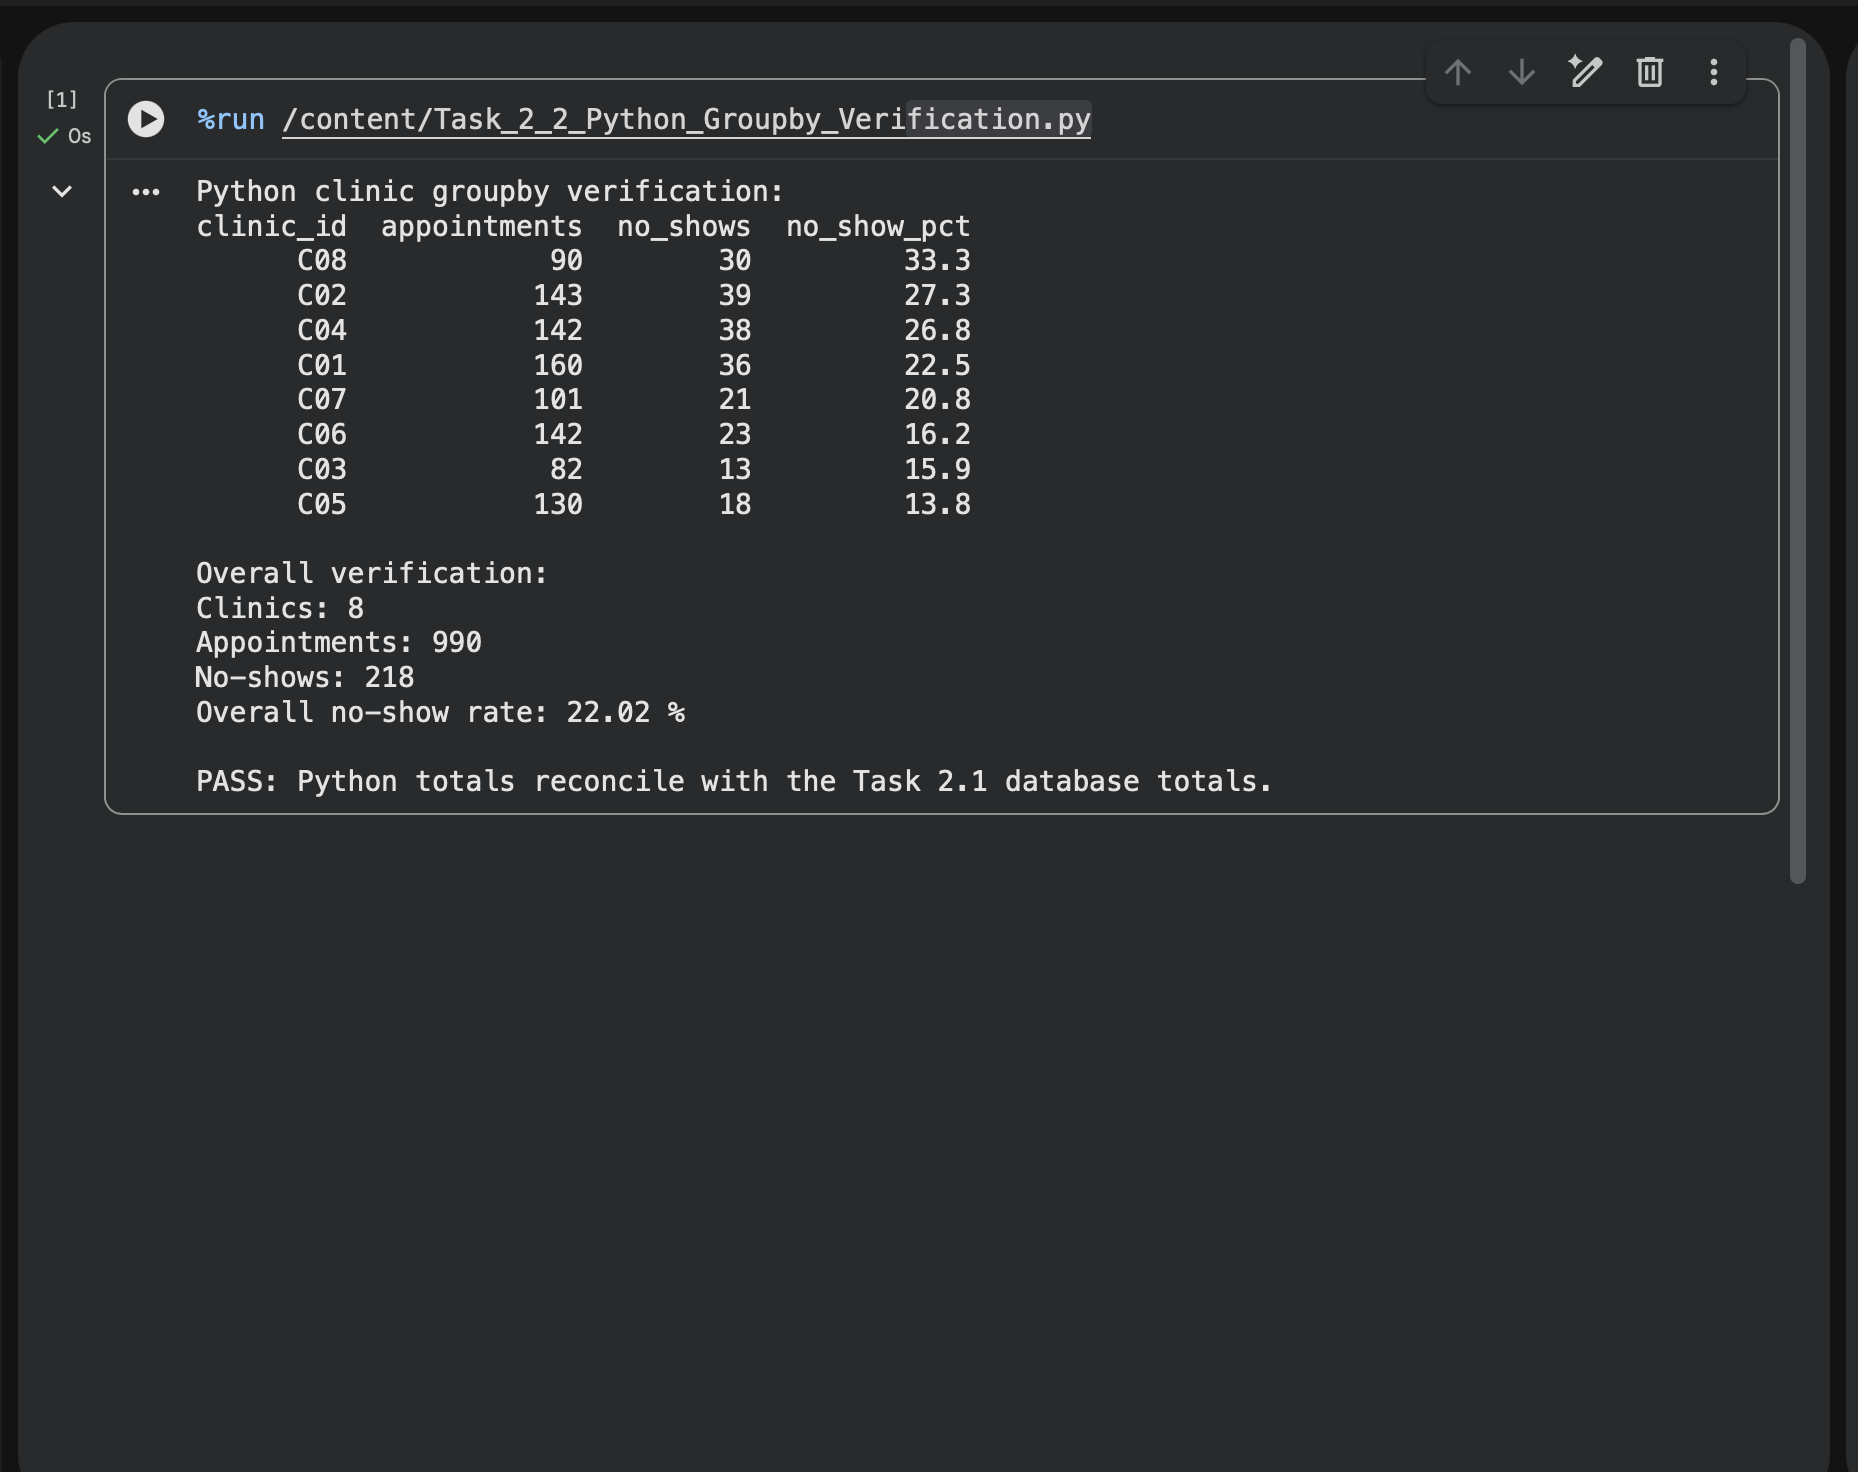 [1]
0s
%run /content/Task_2_2_Python_Groupby_Verification.py
Python clinic groupby verification:
clinic_id  appointments  no_shows  no_show_pct
      C08            90        30         33.3
      C02           143        39         27.3
      C04           142        38         26.8
      C01           160        36         22.5
      C07           101        21         20.8
      C06           142        23         16.2
      C03            82        13         15.9
      C05           130        18         13.8
Overall verification:
Clinics: 8
Appointments: 990
No-shows: 218
Overall no-show rate: 22.02 %
PASS: Python totals reconcile with the Task 2.1 database totals.